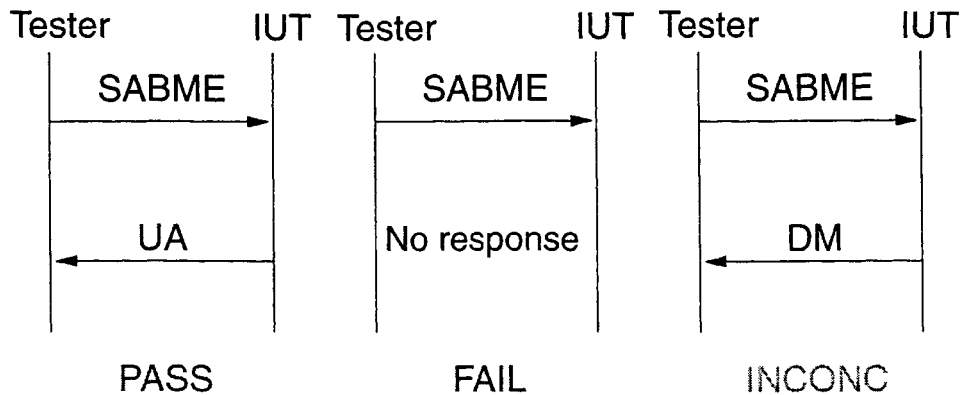 Tester IUT Tester IUT Tester IUT
SABME SABME SABME
UA No response DM
PASS FAIL INCONC